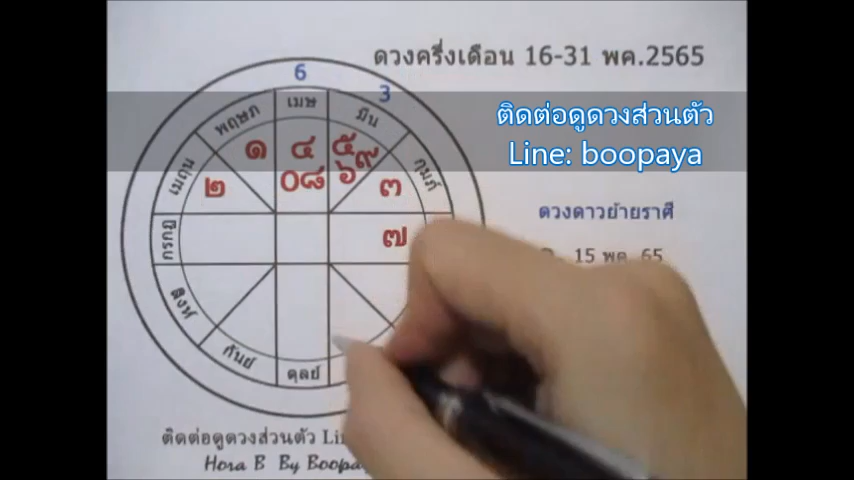 ดวงครึ่งเดือน 16-31 พค.2565
6
3
เมษ
พฤษภ
มีน
ติดต่อดูดวงส่วนตัว
Line: boopaya
เมถุน
กุมภ์
๑
๔
๕
๙
๒
๐๘
๖
๓
ดวงดาวย้ายราศี
กรกฎ
๗
15 พค. 65
สิงห์
กันย์
ตุลย์
ติดต่อดูดวงส่วนตัว
Hora B By Boopa